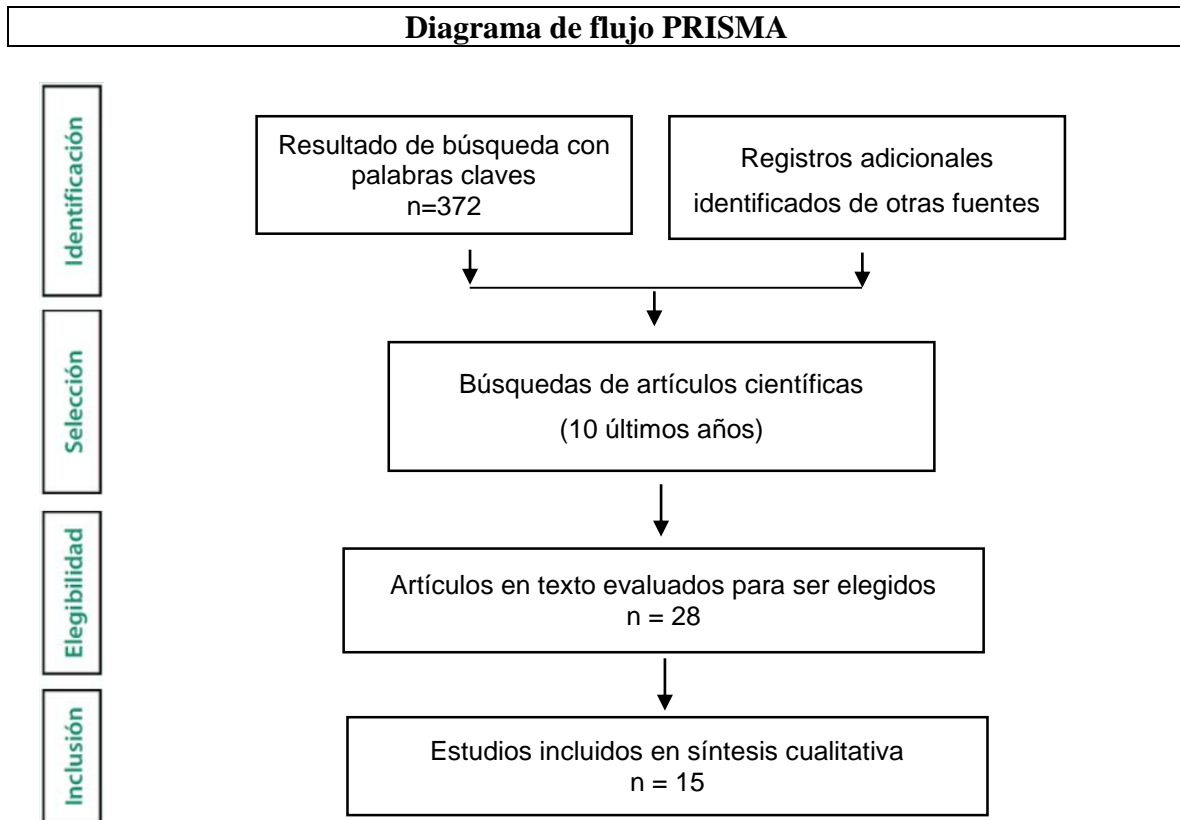 Diagrama de flujo PRISMA
Identificación
Resultado de búsqueda con
palabras claves
n=372
Registros adicionales
identificados de otras fuentes
Selección
Búsquedas de artículos científicas
(10 últimos años)
Elegibilidad
Artículos en texto evaluados para ser elegidos
n = 28
Inclusión
Estudios incluidos en síntesis cualitativa
n = 15